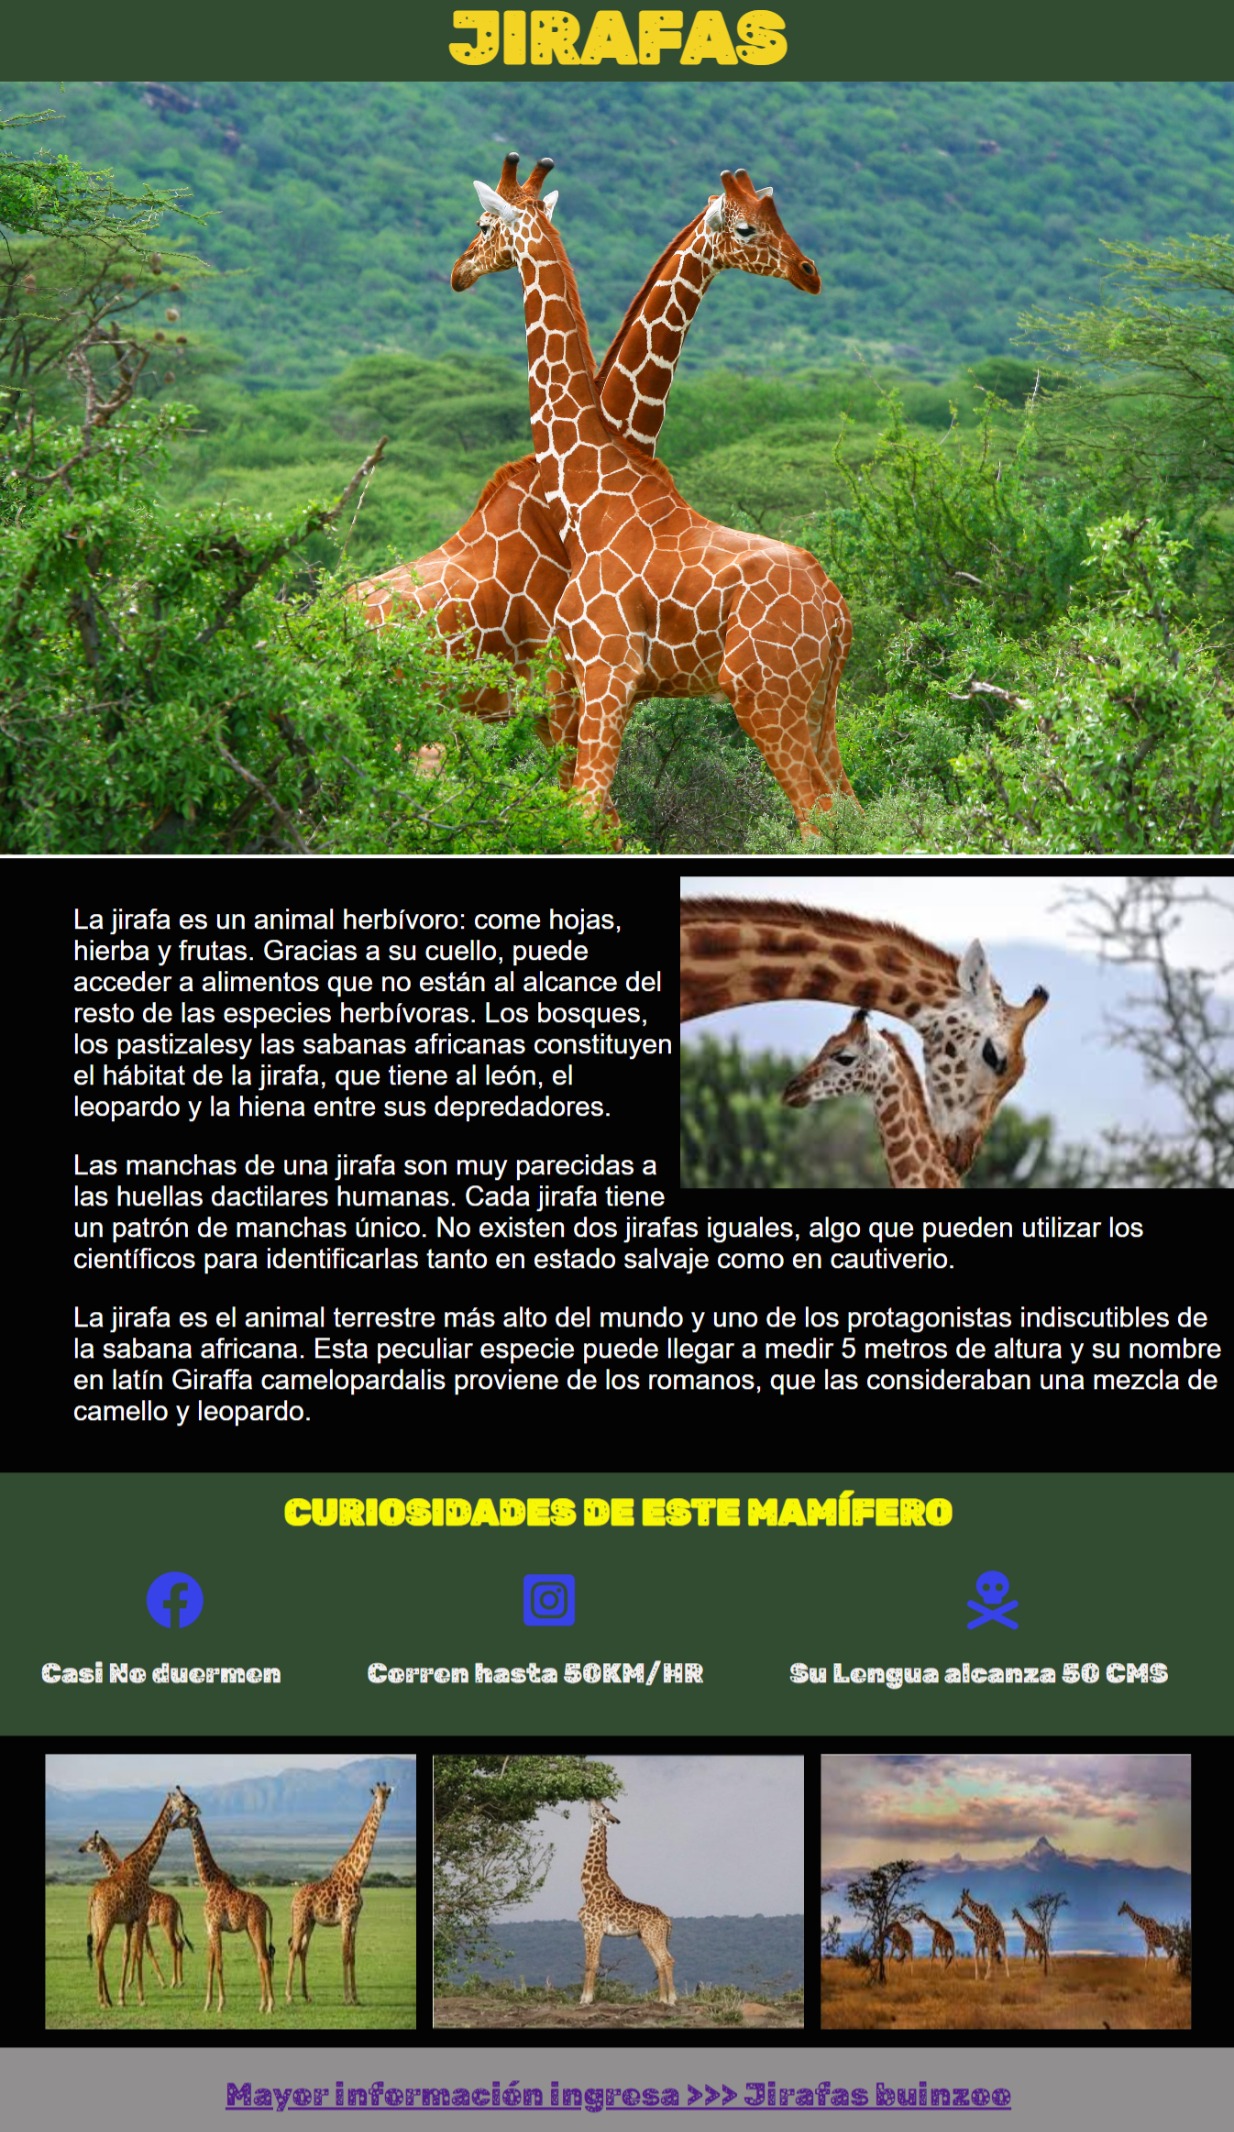 JIRAFAS
La jirafa es un animal herbívoro: come hojas,
hierba y frutas. Gracias a su cuello, puede
acceder a alimentos que no están al alcance del
resto de las especies herbívoras. Los bosques,
los pastizalesy las sabanas africanas constituyen
el hábitat de la jirafa, que tiene al león, el
leopardo y la hiena entre sus depredadores.
Las manchas de una jirafa son muy parecidas a
las huellas dactilares humanas. Cada jirafa tiene
un patrón de manchas único. No existen dos jirafas iguales, algo que pueden utilizar los
científicos para identificarlas tanto en estado salvaje como en cautiverio.
La jirafa es el animal terrestre más alto del mundo y uno de los protagonistas indiscutibles de
la sabana africana. Esta peculiar especie puede llegar a medir 5 metros de altura y su nombre
en latín Giraffa camelopardalis proviene de los romanos, que las consideraban una mezcla de
camello y leopardo.
CURIOSIDADES DE ESTE MAMÍFERO
Casi No duermen
Corren hasta 50KM/HR
Su Lengua alcanza 50 CMS
Mayor información ingresa >>> Jirafas buinzoo